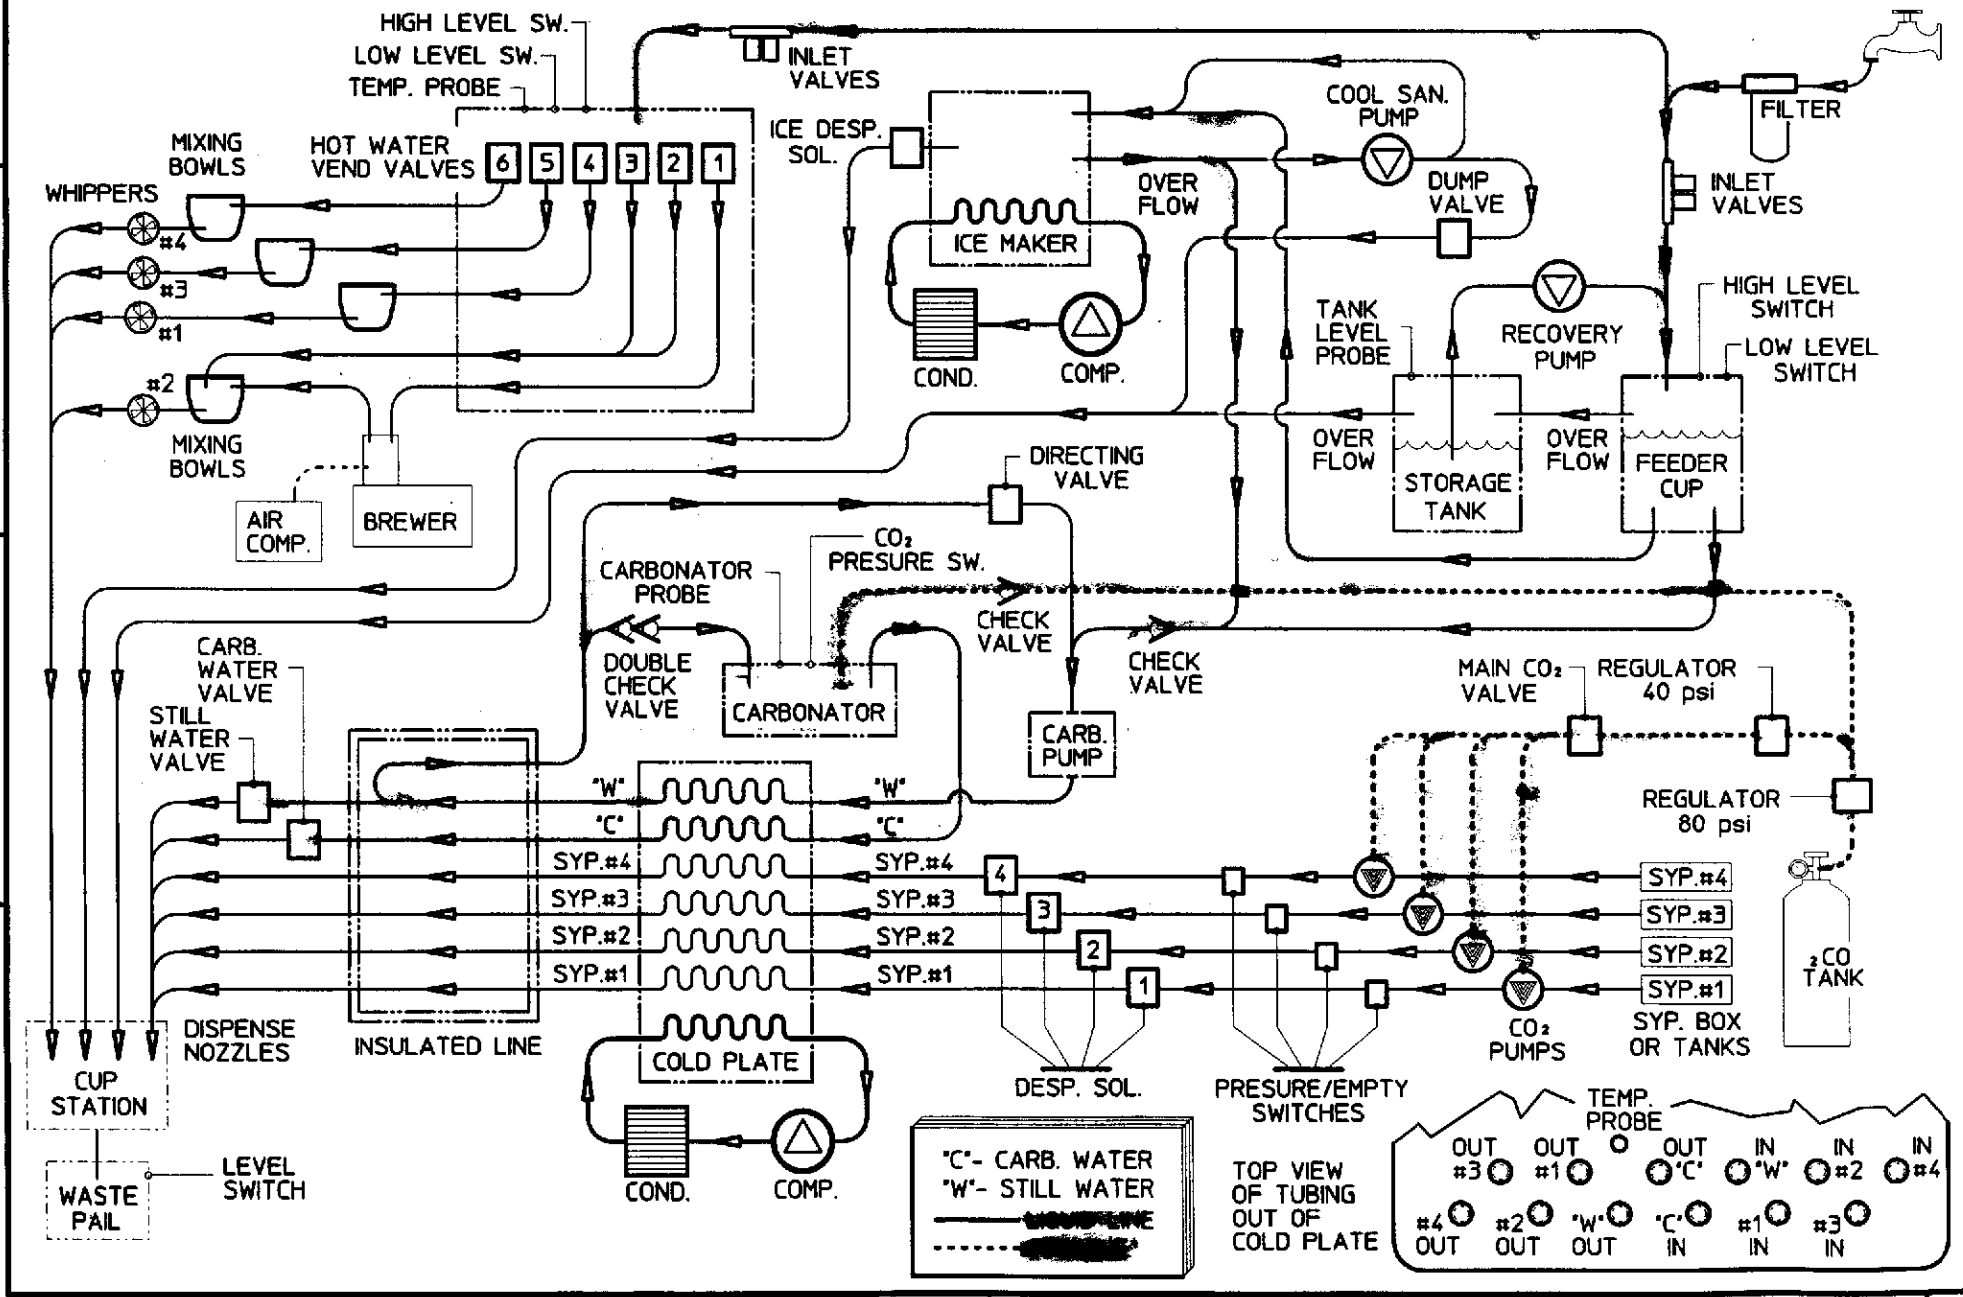 HIGH LEVEL SW.
LOW LEVEL SW.
TEMP. PROBE
INLET
VALVES
FILTER
COOL SAN.
PUMP
ICE DESP.
SOL.
MIXING
BOWLS
HOT WATER
VEND VALVES
6 5 4 3 2 1
WHIPPERS
#4
#3
#1
#2
MIXING
BOWLS
OVER
FLOW
DUMP
VALVE
INLET
VALVES
ICE MAKER
COND.
COMP.
TANK
LEVEL
PROBE
RECOVERY
PUMP
HIGH LEVEL
SWITCH
LOW LEVEL
SWITCH
OVER
FLOW
OVER
FLOW
STORAGE
TANK
FEEDER
CUP
AIR
COMP.
BREWER
DIRECTING
VALVE
CO₂
PRESURE SW.
CARBONATOR
PROBE
CHECK
VALVE
CHECK
VALVE
DOUBLE
CHECK
VALVE
CARBONATOR
CARB.
PUMP
CARB.
WATER
VALVE
STILL
WATER
VALVE
MAIN CO₂
VALVE
REGULATOR
40 psi
REGULATOR
80 psi
"W" "W"
"C" "C"
SYP.#4 SYP.#4 4 SYP.#4
SYP.#3 SYP.#3 3 SYP.#3
SYP.#2 SYP.#2 2 SYP.#2
SYP.#1 SYP.#1 1 SYP.#1
₂CO
TANK
CO₂
PUMPS
SYP. BOX
OR TANKS
DISPENSE
NOZZLES
INSULATED LINE
COLD PLATE
DESP. SOL.
PRESURE/EMPTY
SWITCHES
CUP
STATION
LEVEL
SWITCH
WASTE
PAIL
COND.
COMP.
"C"- CARB. WATER
"W"- STILL WATER
LINE
TOP VIEW
OF TUBING
OUT OF
COLD PLATE
TEMP.
PROBE
OUT OUT OUT IN IN IN
#3 #1 "C" "W" #2 #4
#4 #2 "W" "C" #1 #3
OUT OUT OUT IN IN IN